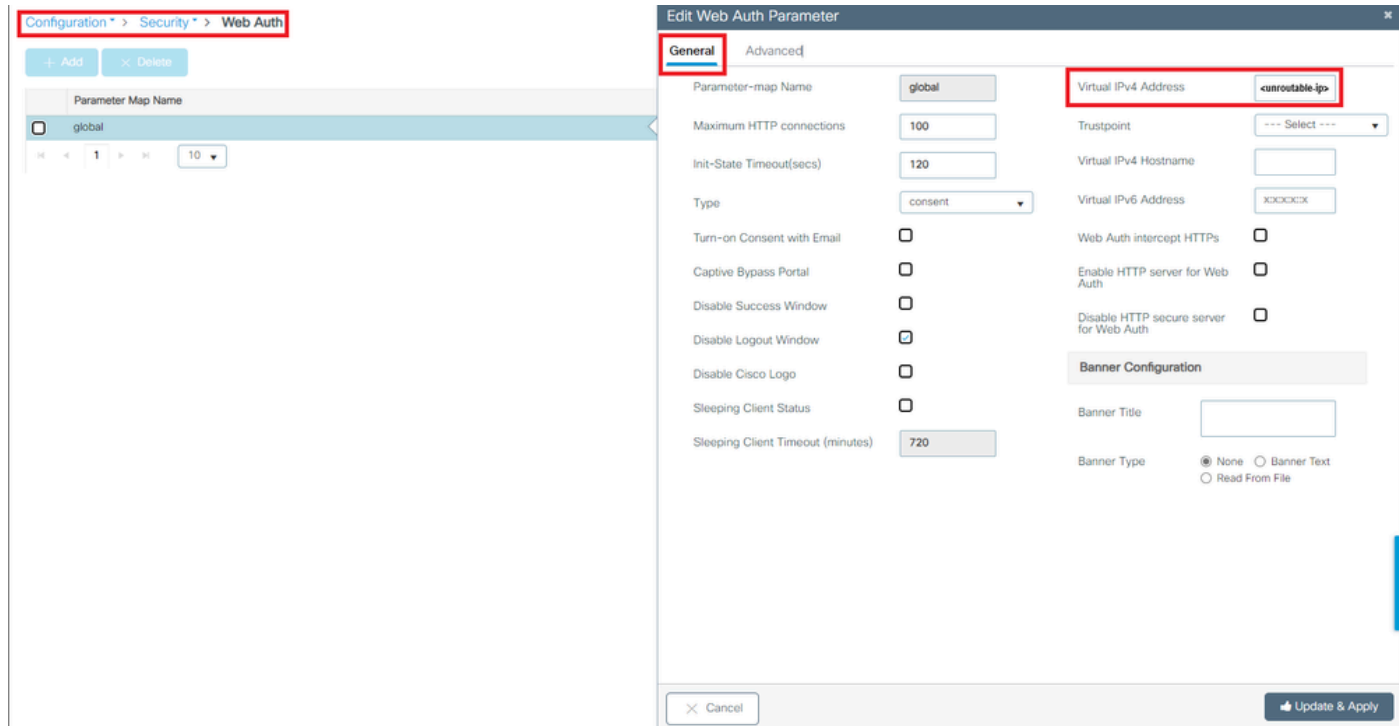 Configuration > Security > Web Auth
+ Add
× Delete
Parameter Map Name
global
1
10
Edit Web Auth Parameter
General
Advanced
Parameter-map Name
global
Maximum HTTP connections
100
Init-State Timeout(secs)
120
Type
consent
Turn-on Consent with Email
Captive Bypass Portal
Disable Success Window
Disable Logout Window
Disable Cisco Logo
Sleeping Client Status
Sleeping Client Timeout (minutes)
720
Virtual IPv4 Address
<unroutable-ip>
Trustpoint
--- Select ---
Virtual IPv4 Hostname
Virtual IPv6 Address
Web Auth intercept HTTPs
Enable HTTP server for Web
Auth
Disable HTTP secure server
for Web Auth
Banner Configuration
Banner Title
Banner Type
None
Banner Text
Read From File
× Cancel
Update & Apply